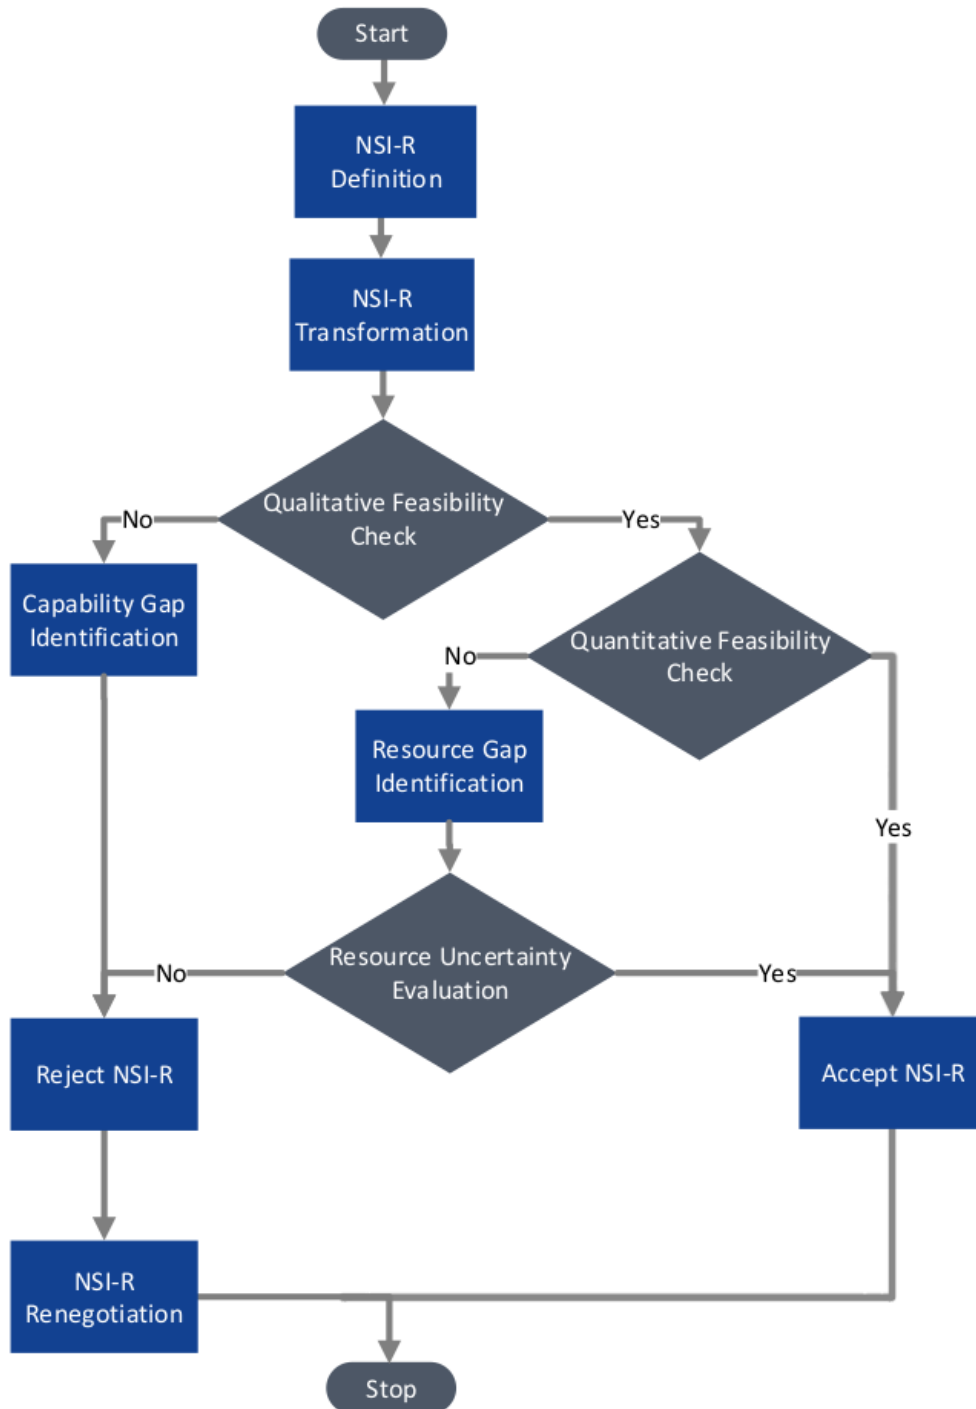 Start
NSI-R
Definition
NSI-R
Transformation
Qualitative Feasibility
Check
No
Yes
Capability Gap
Identification
Quantitative Feasibility
Check
No
Resource Gap
Identification
Yes
Resource Uncertainty
Evaluation
No
Yes
Reject NSI-R
Accept NSI-R
NSI-R
Renegotiation
Stop